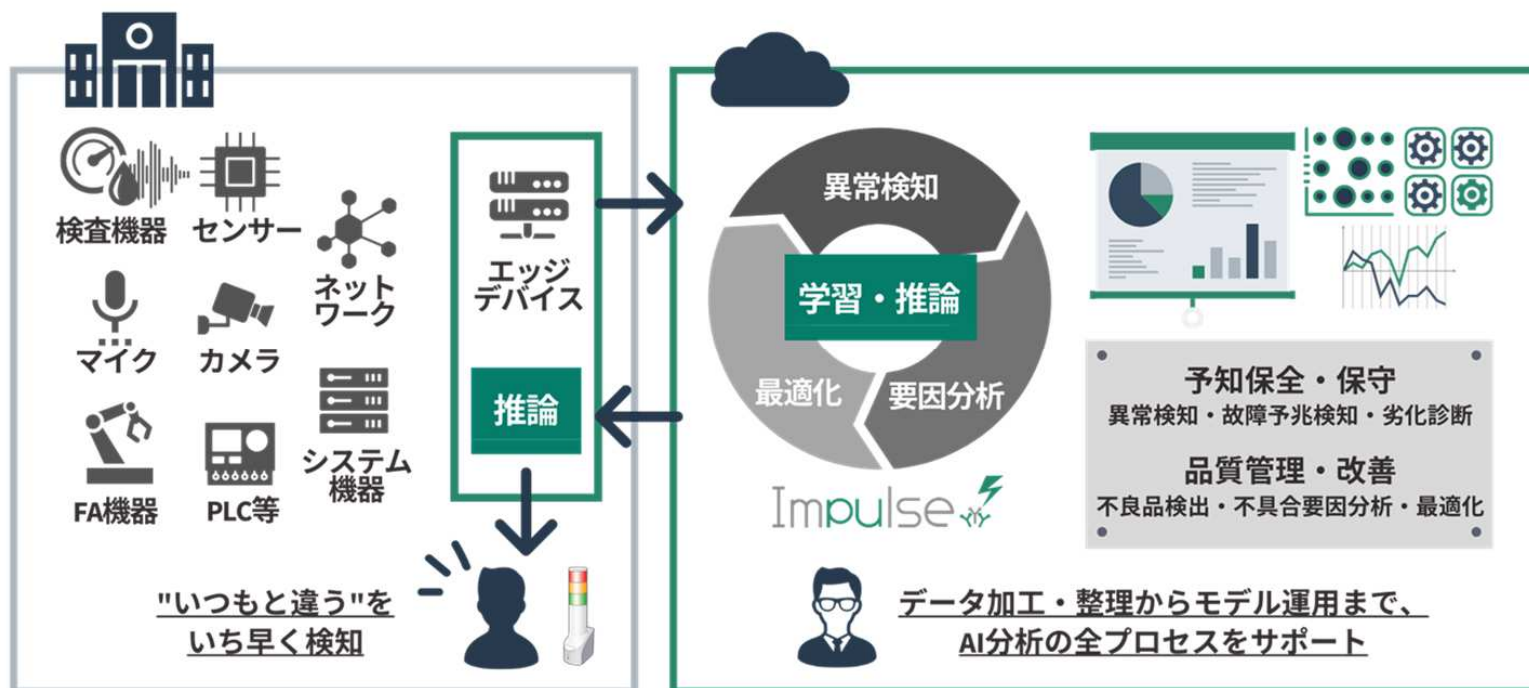 検査機器
センサー
ネット
ワーク
マイク
カメラ
FA機器
PLC等
システム
機器
エッジ
デバイス
推論
"いつもと違う"を
いち早く検知
異常検知
学習・推論
最適化
要因分析
Impulse
予知保全・保守
異常検知・故障予兆検知・劣化診断
品質管理・改善
不良品検出・不具合要因分析・最適化
データ加工・整理からモデル運用まで、
AI分析の全プロセスをサポート